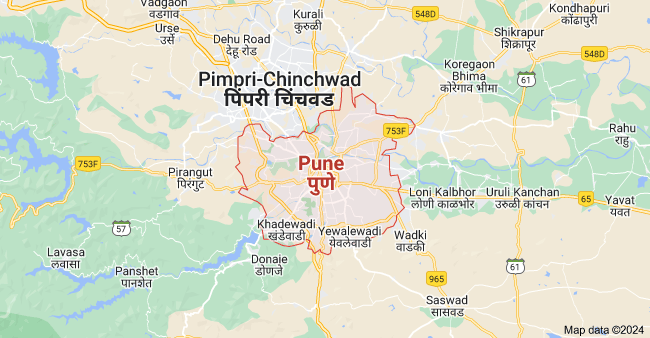 Vadgaon
वडगाव
Kurali
कुरुळी
548D
Kondhapuri
कोंढापुरी
Urse
उर्से
Dehu Road
देहू रोड
Shikrapur
शिक्रापूर
548D
Pimpri-Chinchwad
पिंपरी चिंचवड
Koregaon
Bhima
कोरेगाव भीमा
61
753F
Rahu
राहु
753F
Pirangut
पिरंगुट
Pune
पुणे
Loni Kalbhor
लोणी काळभोर
Uruli Kanchan
उरुळी कांचन
65
Yavat
यवत
57
Khadewadi
खंडेवाडी
Yewalewadi
येवलेवाडी
Wadki
वाडकी
Lavasa
लवासा
Panshet
पानशेत
Donaje
डोणजे
61
965
Saswad
सासवड
Map data ©2024